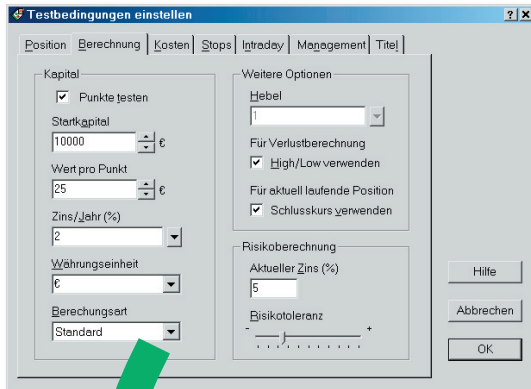 Testbedingungen einstellen
Position Berechnung Kosten Stops Intraday Management Titel
Kapital
Punkte testen
Startkapital
10000 €
Wert pro Punkt
25 €
Zins/Jahr (%)
2
Währungseinheit
€
Berechungsart
Standard
Weitere Optionen
Hebel
1
Für Verlustberechnung
High/Low verwenden
Für aktuell laufende Position
Schlusskurs verwenden
Risikoberechnung
Aktueller Zins (%)
5
Risikotoleranz
- +
Hilfe
Abbrechen
OK